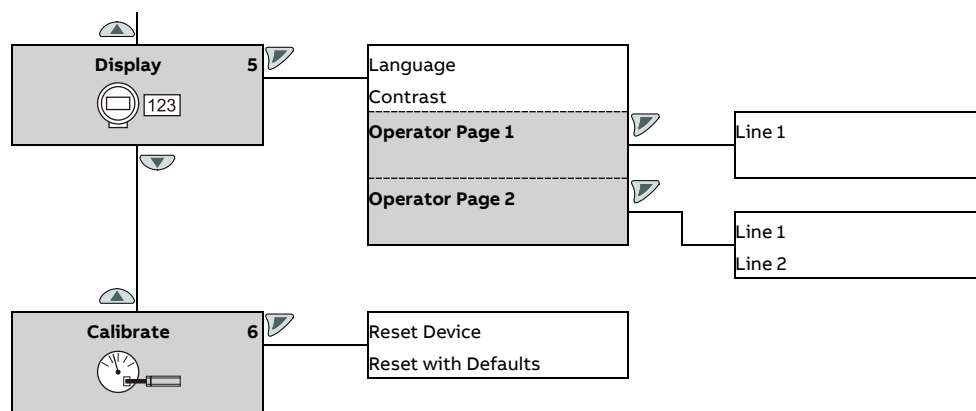 Display 5
123
Language
Contrast
Operator Page 1
Line 1
Operator Page 2
Line 1
Line 2
Calibrate 6
Reset Device
Reset with Defaults